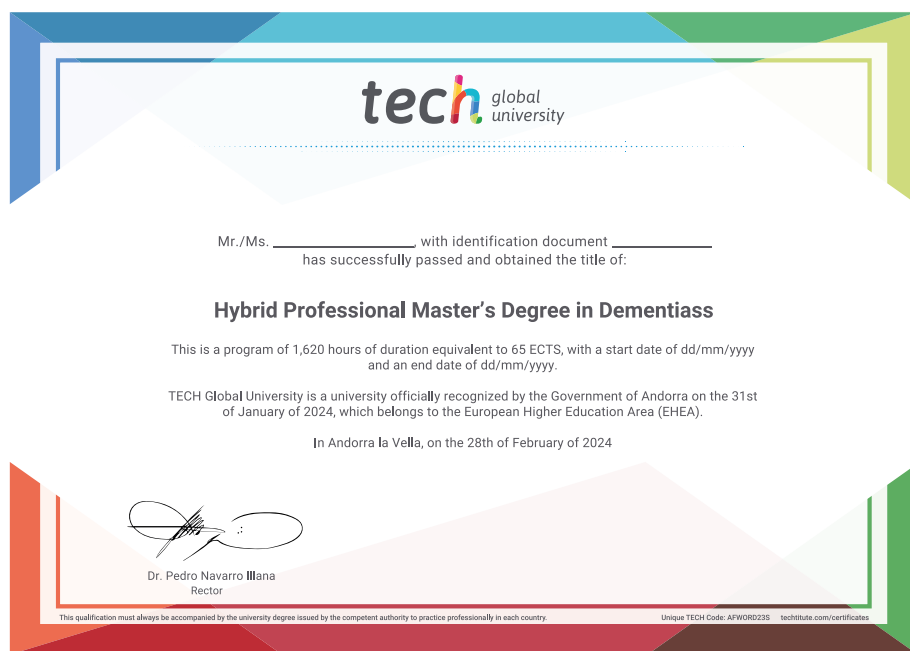 tech global
university
Mr./Ms. _______________, with identification document ___________
has successfully passed and obtained the title of:
Hybrid Professional Master’s Degree in Dementiass
This is a program of 1,620 hours of duration equivalent to 65 ECTS, with a start date of dd/mm/yyyy
and an end date of dd/mm/yyyy.
TECH Global University is a university officially recognized by the Government of Andorra on the 31st
of January of 2024, which belongs to the European Higher Education Area (EHEA).
In Andorra la Vella, on the 28th of February of 2024
Dr. Pedro Navarro Illana
Rector
This qualification must always be accompanied by the university degree issued by the competent authority to practice professionally in each country.
Unique TECH Code: AFWORD23S techtitute.com/certificates